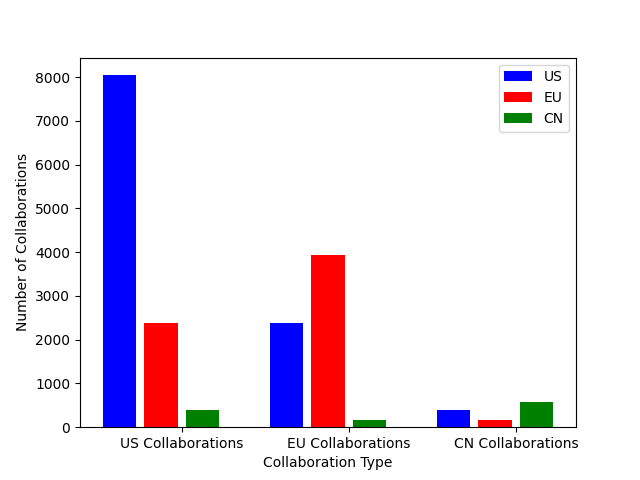 8000
7000
6000
5000
4000
3000
2000
1000
0
Number of Collaborations
US
EU
CN
US Collaborations
EU Collaborations
CN Collaborations
Collaboration Type